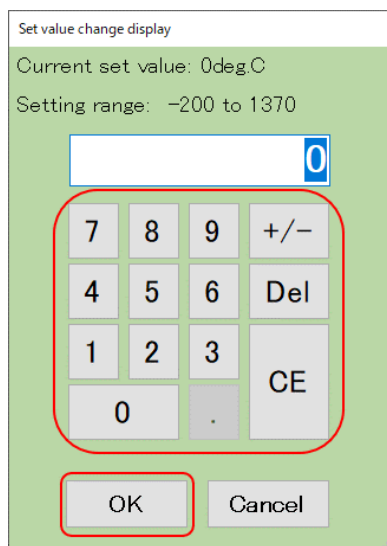 Set value change display
Current set value: 0deg.C
Setting range: -200 to 1370
0
7 8 9 +/-
4 5 6 Del
1 2 3
CE
0 .
OK Cancel